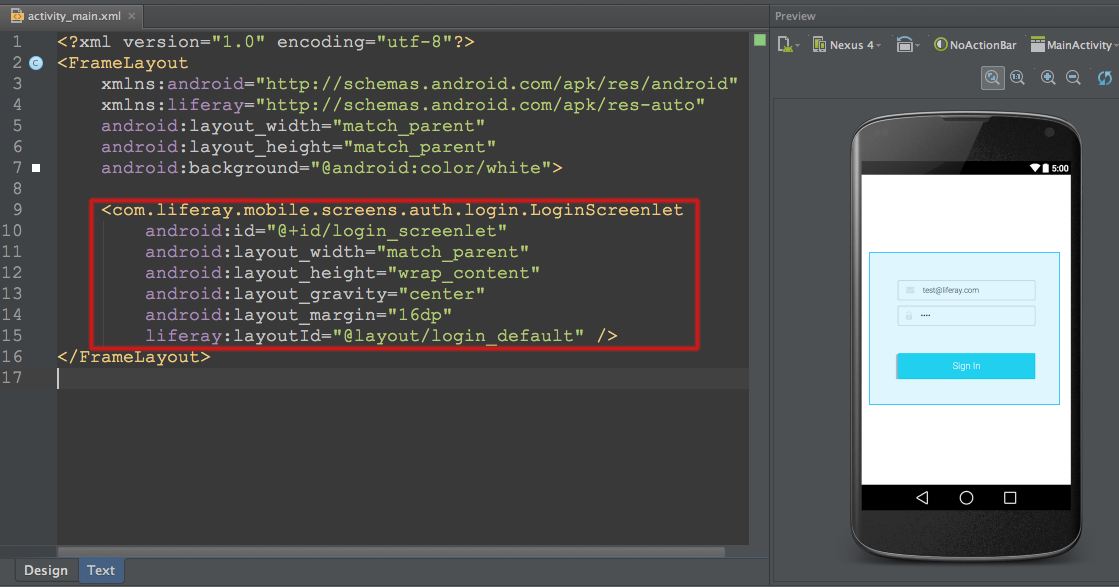 activity_main.xml
1 <?xml version="1.0" encoding="utf-8"?>
2 <FrameLayout
3 xmlns:android="http://schemas.android.com/apk/res/android"
4 xmlns:liferay="http://schemas.android.com/apk/res-auto"
5 android:layout_width="match_parent"
6 android:layout_height="match_parent"
7 android:background="@android:color/white">
8
9 <com.liferay.mobile.screens.auth.login.LoginScreenlet
10 android:id="@+id/login_screenlet"
11 android:layout_width="match_parent"
12 android:layout_height="wrap_content"
13 android:layout_gravity="center"
14 android:layout_margin="16dp"
15 liferay:layoutId="@layout/login_default" />
16 </FrameLayout>
17
Design Text
Preview
Nexus 4 NoActionBar MainActivity
1:1
5:00
test@liferay.com
••••
Sign In